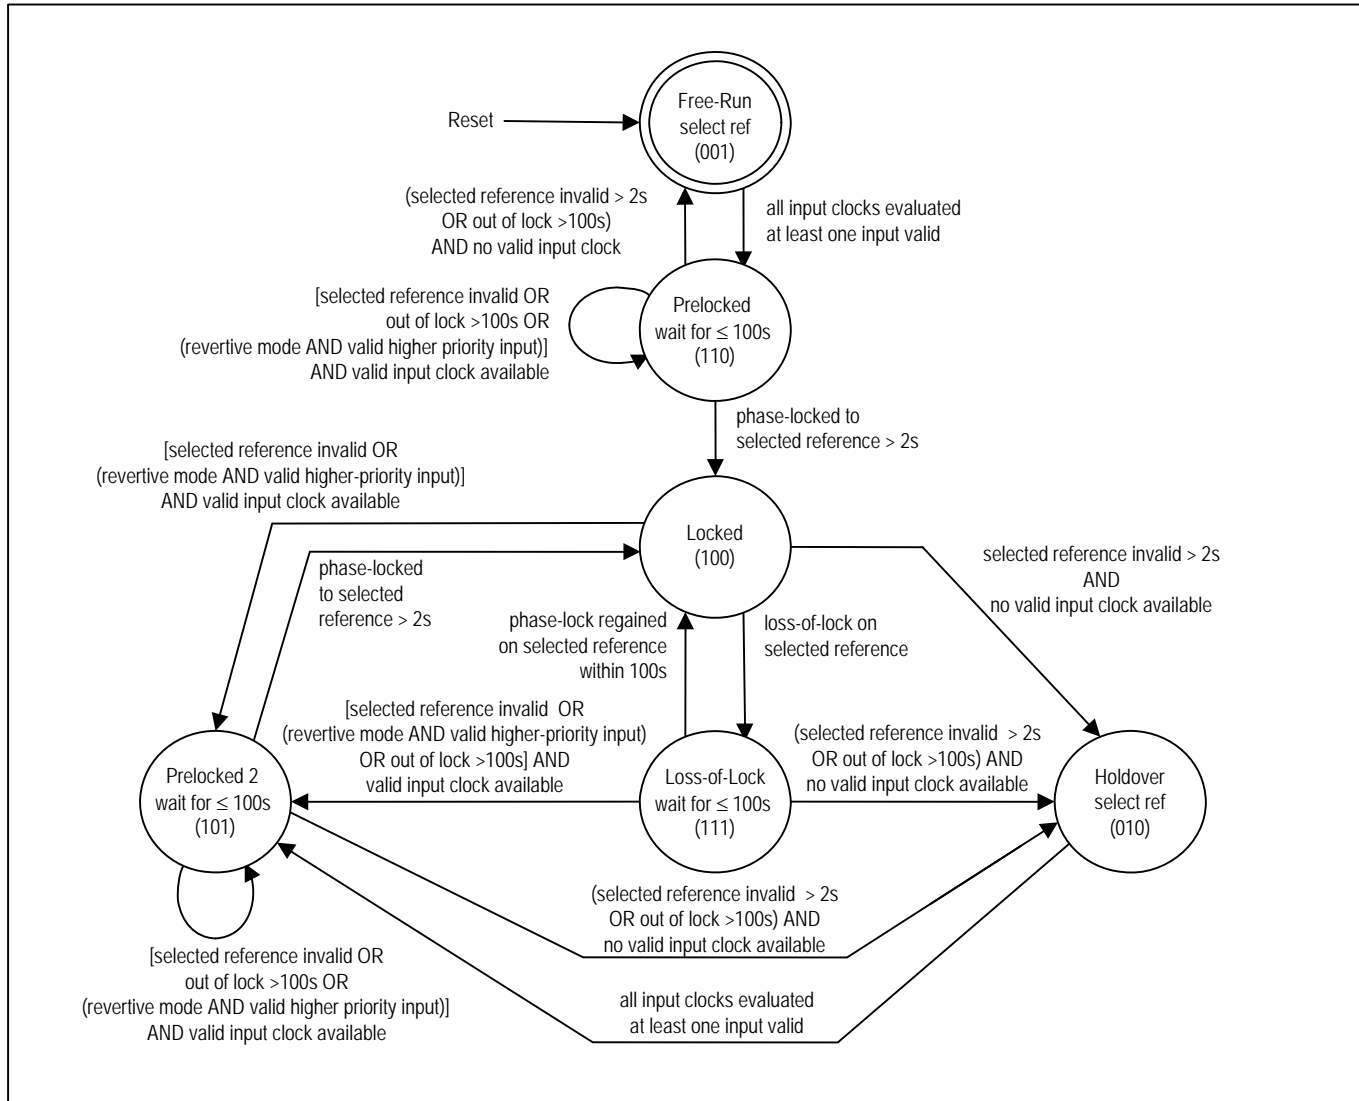 Free-Run
select ref
(001)
Reset
(selected reference invalid > 2s
OR out of lock >100s)
AND no valid input clock
all input clocks evaluated
at least one input valid
[selected reference invalid OR
out of lock >100s OR
(revertive mode AND valid higher priority input)]
AND valid input clock available
Prelocked
wait for ≤ 100s
(110)
phase-locked to
selected reference > 2s
[selected reference invalid OR
(revertive mode AND valid higher-priority input)]
AND valid input clock available
Locked
(100)
selected reference invalid > 2s
AND
no valid input clock available
phase-locked
to selected
reference > 2s
phase-lock regained
on selected reference
within 100s
loss-of-lock on
selected reference
[selected reference invalid OR
(revertive mode AND valid higher-priority input)
OR out of lock >100s] AND
valid input clock available
(selected reference invalid > 2s
OR out of lock >100s) AND
no valid input clock available
Prelocked 2
wait for ≤ 100s
(101)
Loss-of-Lock
wait for ≤ 100s
(111)
Holdover
select ref
(010)
(selected reference invalid > 2s
OR out of lock >100s) AND
no valid input clock available
[selected reference invalid OR
out of lock >100s OR
(revertive mode AND valid higher priority input)]
AND valid input clock available
all input clocks evaluated
at least one input valid